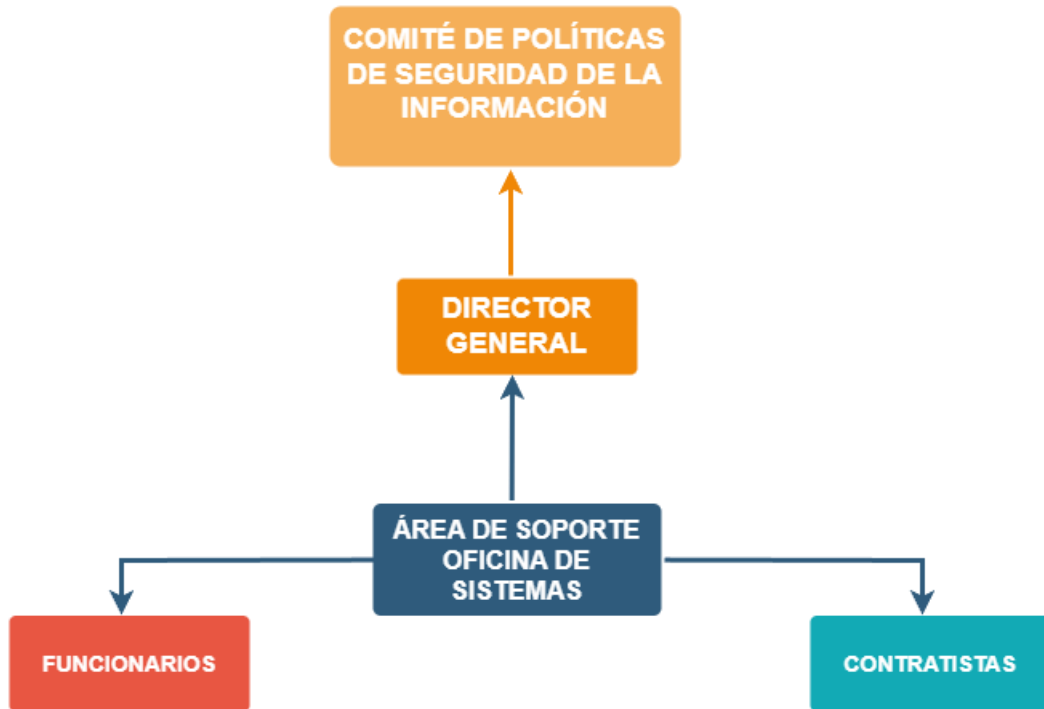 COMITÉ DE POLÍTICAS
DE SEGURIDAD DE LA
INFORMACIÓN
DIRECTOR
GENERAL
ÁREA DE SOPORTE
OFICINA DE
SISTEMAS
FUNCIONARIOS
CONTRATISTAS